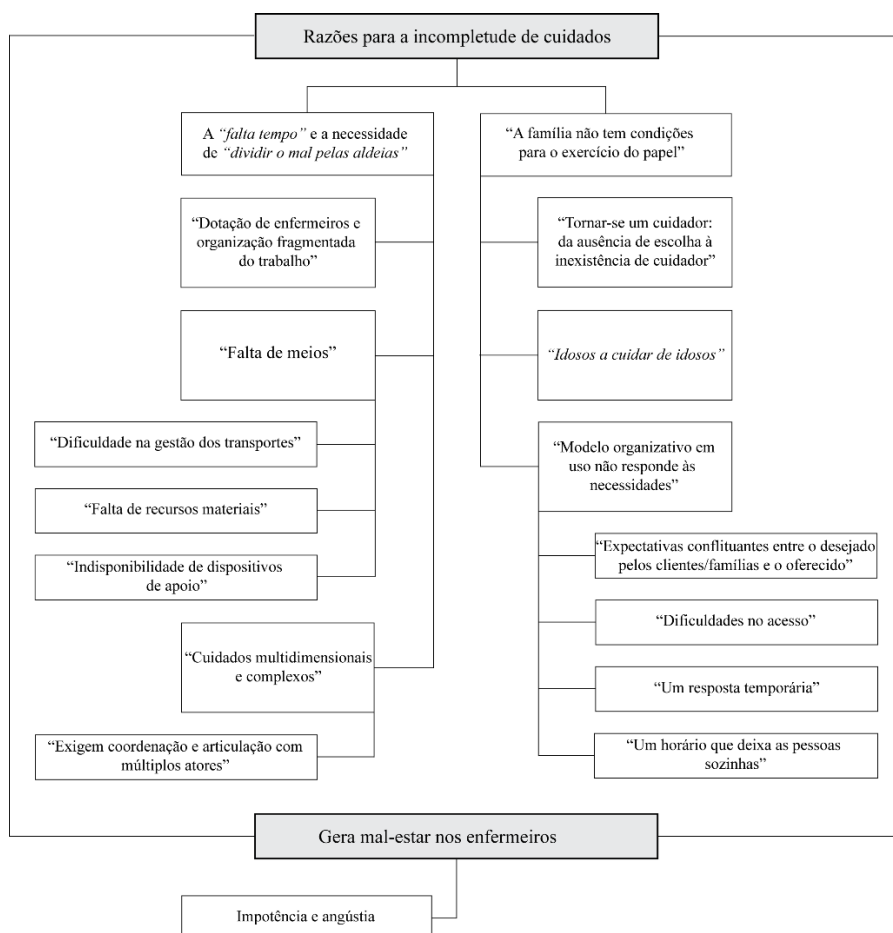 Razões para a incompletude de cuidados
A “falta tempo” e a necessidade
de “dividir o mal pelas aldeias”
“Dotação de enfermeiros e
organização fragmentada
do trabalho”
“Falta de meios”
“Dificuldade na gestão dos transportes”
“Falta de recursos materiais”
“Indisponibilidade de dispositivos
de apoio”
“Cuidados multidimensionais
e complexos”
“Exigem coordenação e articulação com
múltiplos atores”
“A família não tem condições
para o exercício do papel”
“Tornar-se um cuidador:
da ausência de escolha à
inexistência de cuidador”
“Idosos a cuidar de idosos”
“Modelo organizativo em
uso não responde às
necessidades”
“Expectativas conflituantes entre o desejado
pelos clientes/famílias e o oferecido”
“Dificuldades no acesso”
“Um resposta temporária”
“Um horário que deixa as pessoas
sozinhas”
Gera mal-estar nos enfermeiros
Impotência e angústia